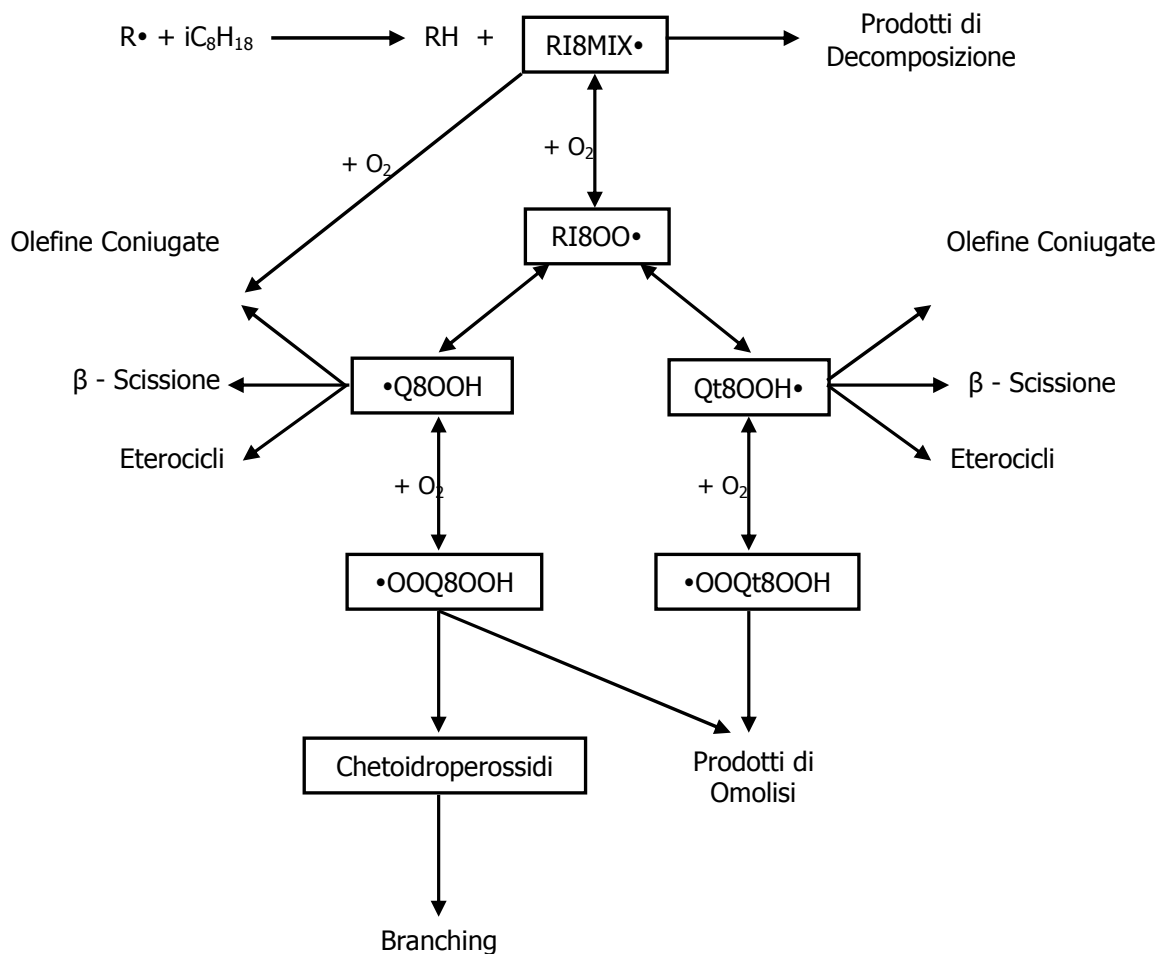 R• + iC₈H₁₈
RH +
RI8MIX•
Prodotti di
Decomposizione
+ O₂
+ O₂
RI8OO•
Olefine Coniugate
Olefine Coniugate
•Q8OOH
Qt8OOH•
β - Scissione
β - Scissione
Eterocicli
Eterocicli
+ O₂
+ O₂
•OOQ8OOH
•OOQt8OOH
Chetoidroperossidi
Prodotti di
Omolisi
Branching